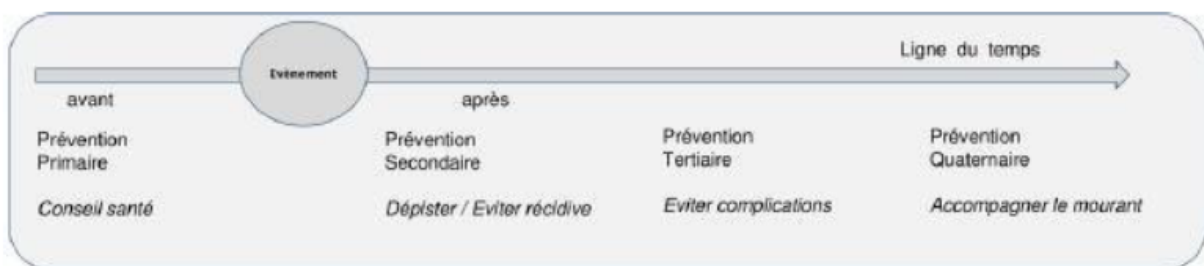 Ligne du temps
Evènement
avant
après
Prévention
Primaire
Conseil santé
Prévention
Secondaire
Dépister / Eviter récidive
Prévention
Tertiaire
Eviter complications
Prévention
Quaternaire
Accompagner le mourant